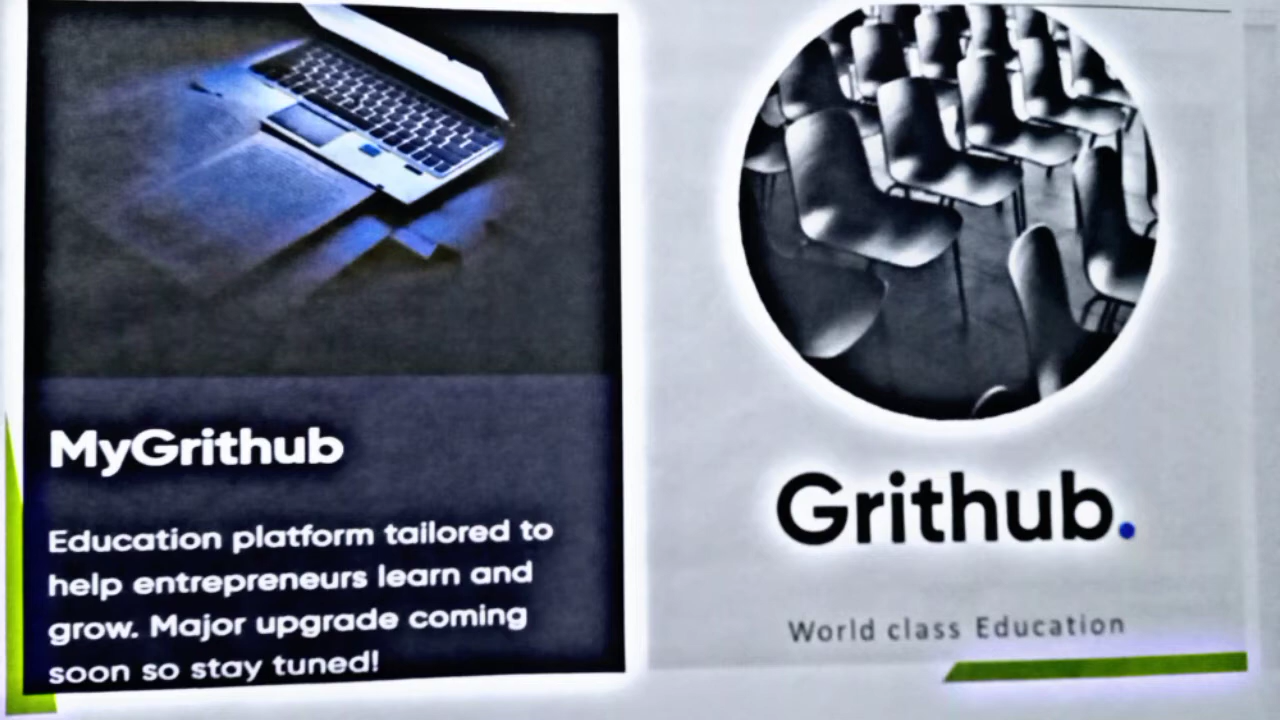 MyGrithub
Education platform tailored to
help entrepreneurs learn and
grow. Major upgrade coming
soon so stay tuned!
Grithub.
World class Education